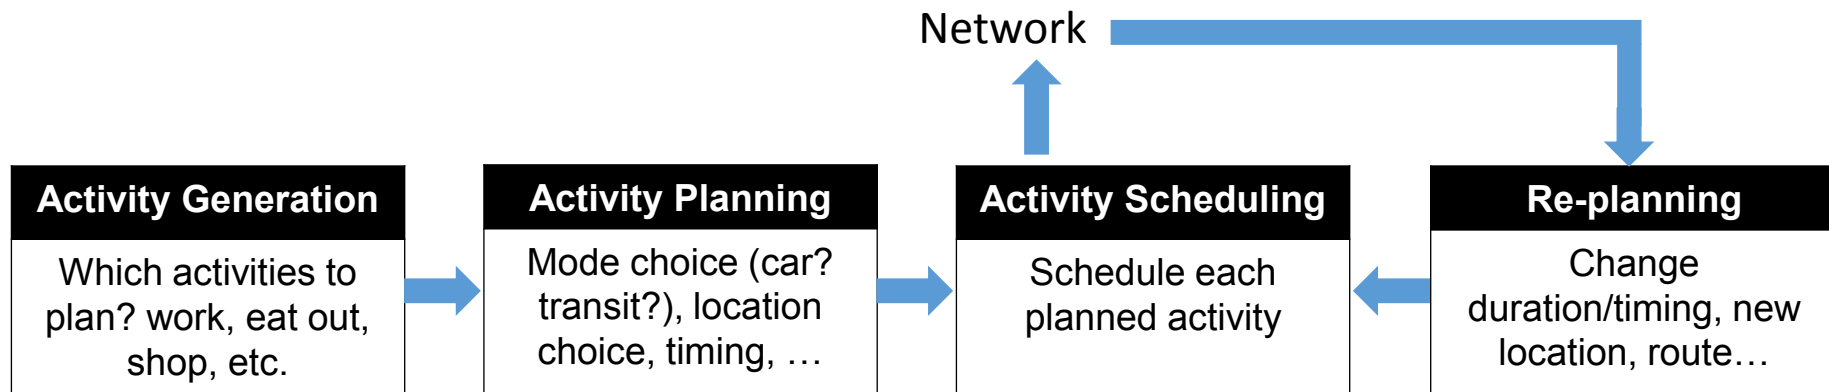 Network
Activity Generation
Which activities to
plan? work, eat out,
shop, etc.
Activity Planning
Mode choice (car?
transit?), location
choice, timing, …
Activity Scheduling
Schedule each
planned activity
Re-planning
Change
duration/timing, new
location, route…